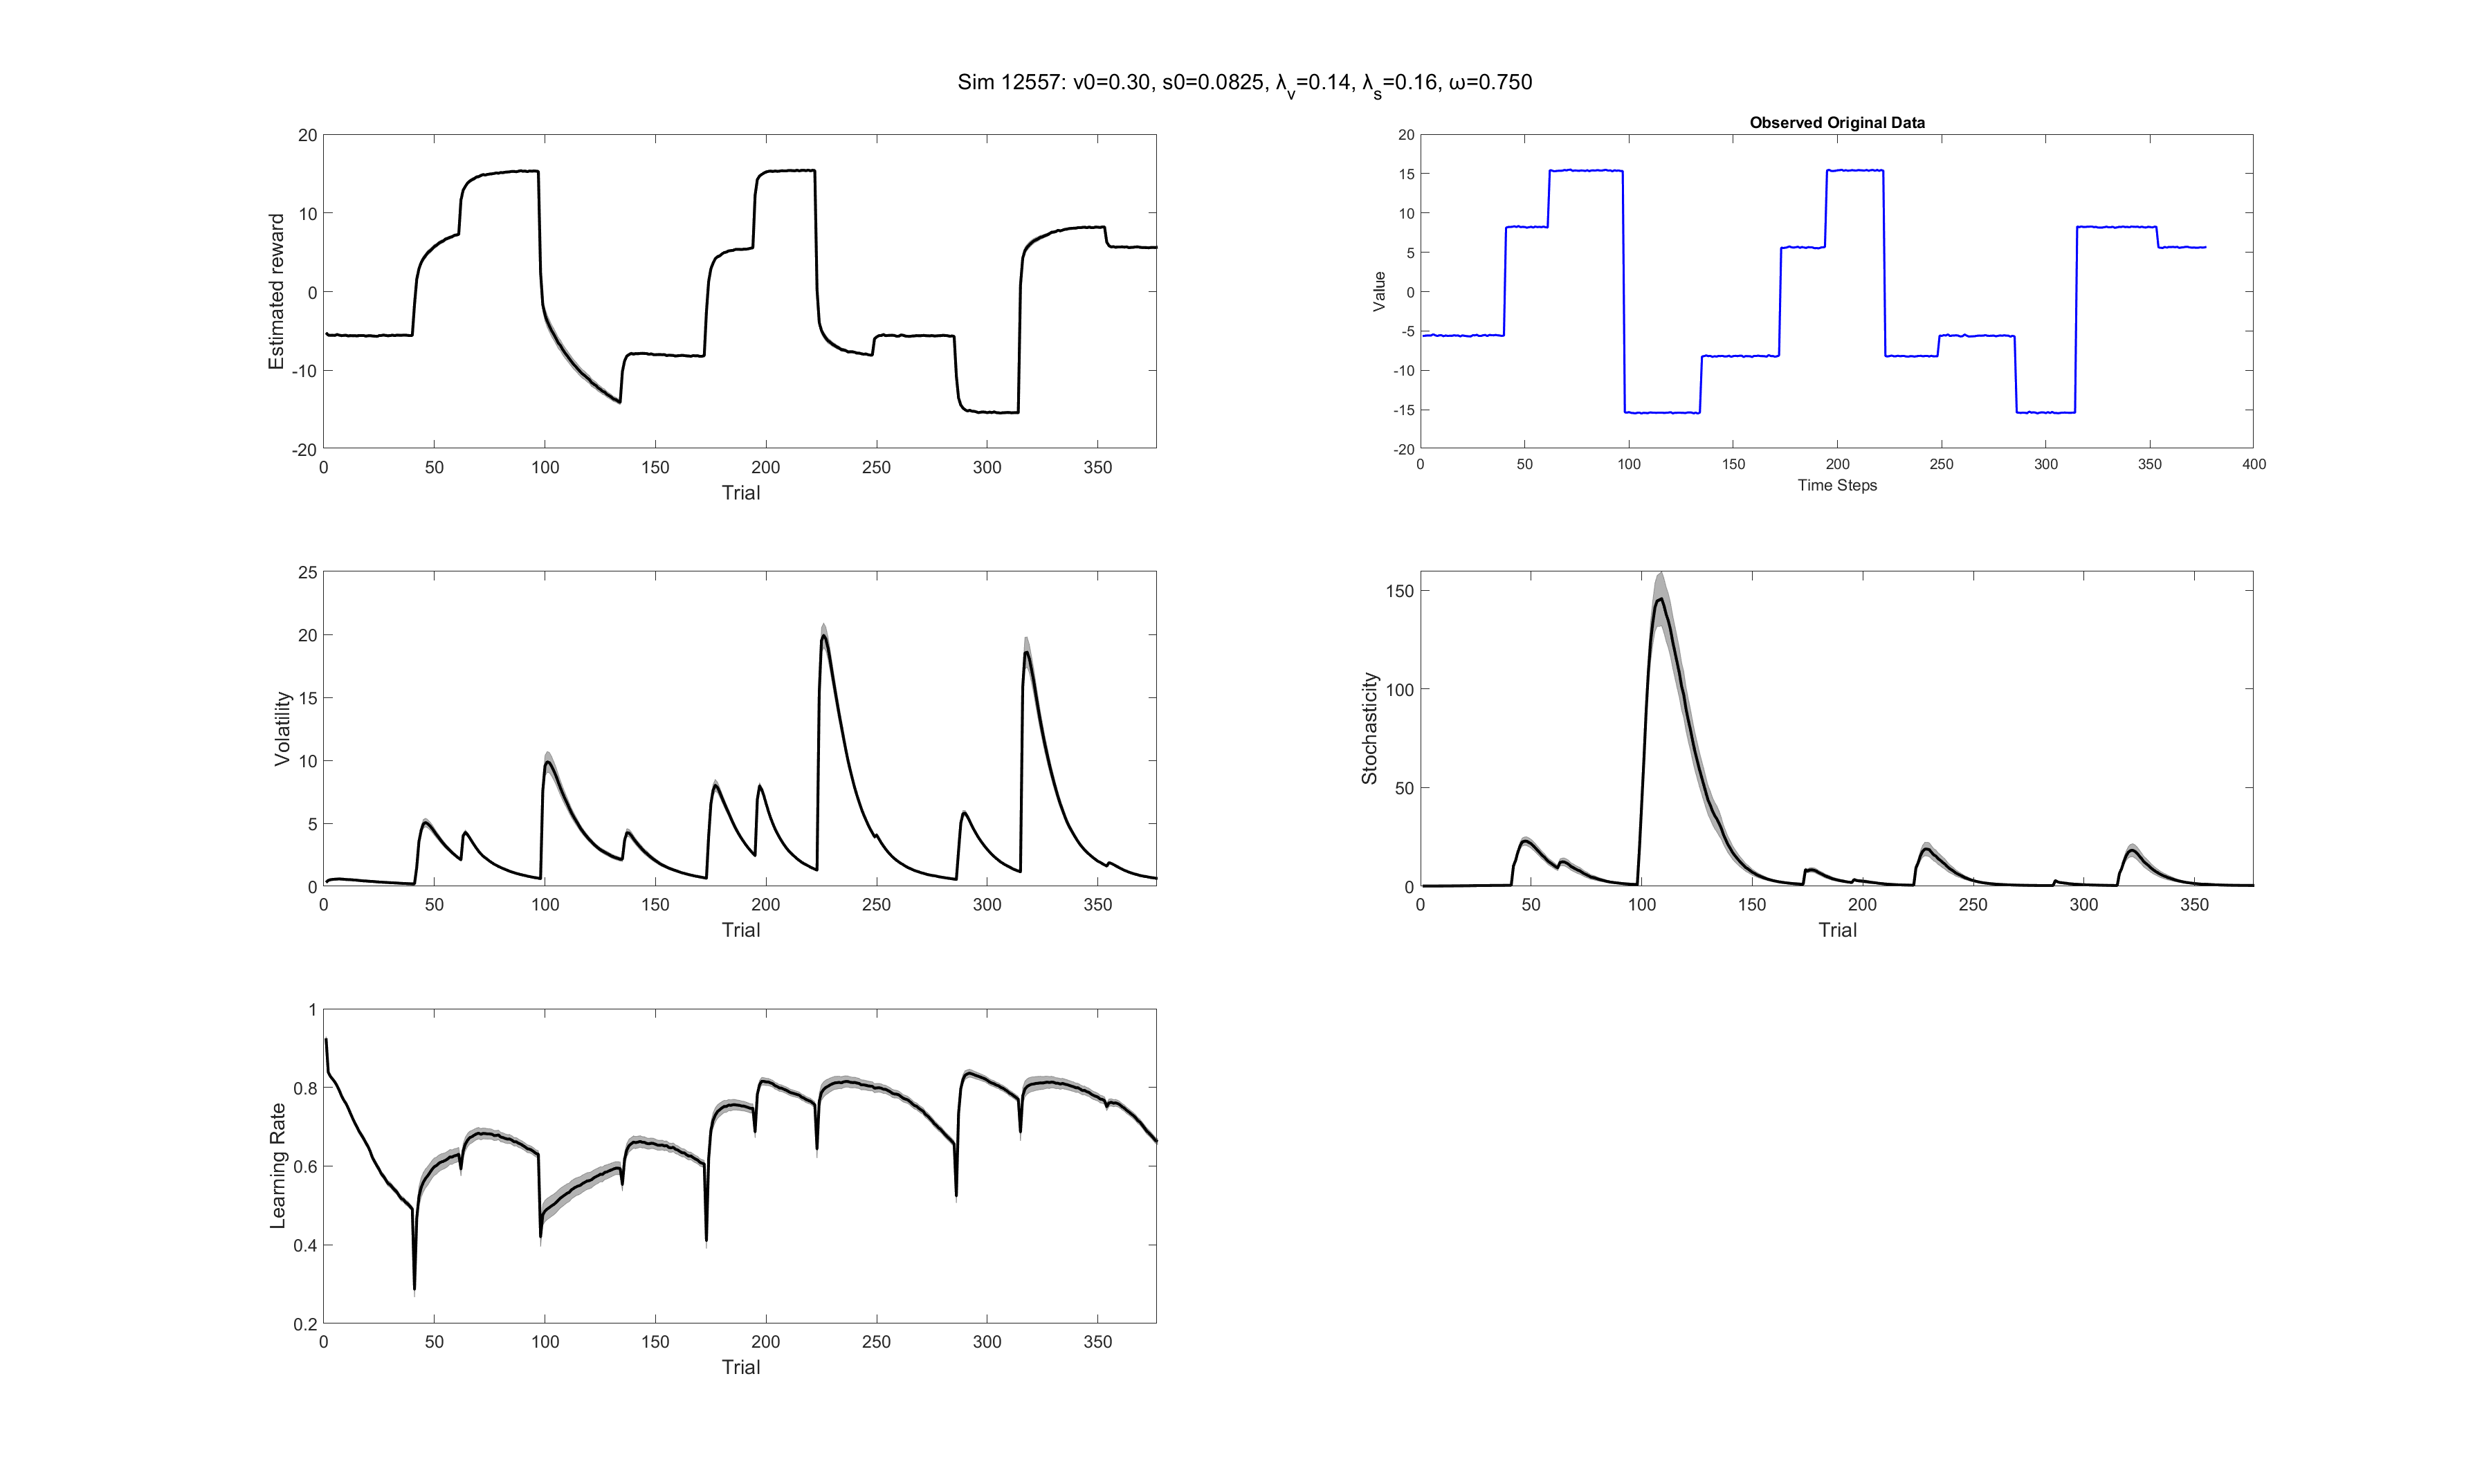 Sim 12557: v0=0.30, s0=0.0825, λv=0.14, λs=0.16, ω=0.750
Estimated reward
20
10
0
-10
-20
0 50 100 150 200 250 300 350
Trial
Observed Original Data
Value
20
15
10
5
0
-5
-10
-15
-20
0 50 100 150 200 250 300 350 400
Time Steps
Volatility
25
20
15
10
5
0
0 50 100 150 200 250 300 350
Trial
Stochasticity
150
100
50
0
0 50 100 150 200 250 300 350
Trial
Learning Rate
1
0.8
0.6
0.4
0.2
0 50 100 150 200 250 300 350
Trial